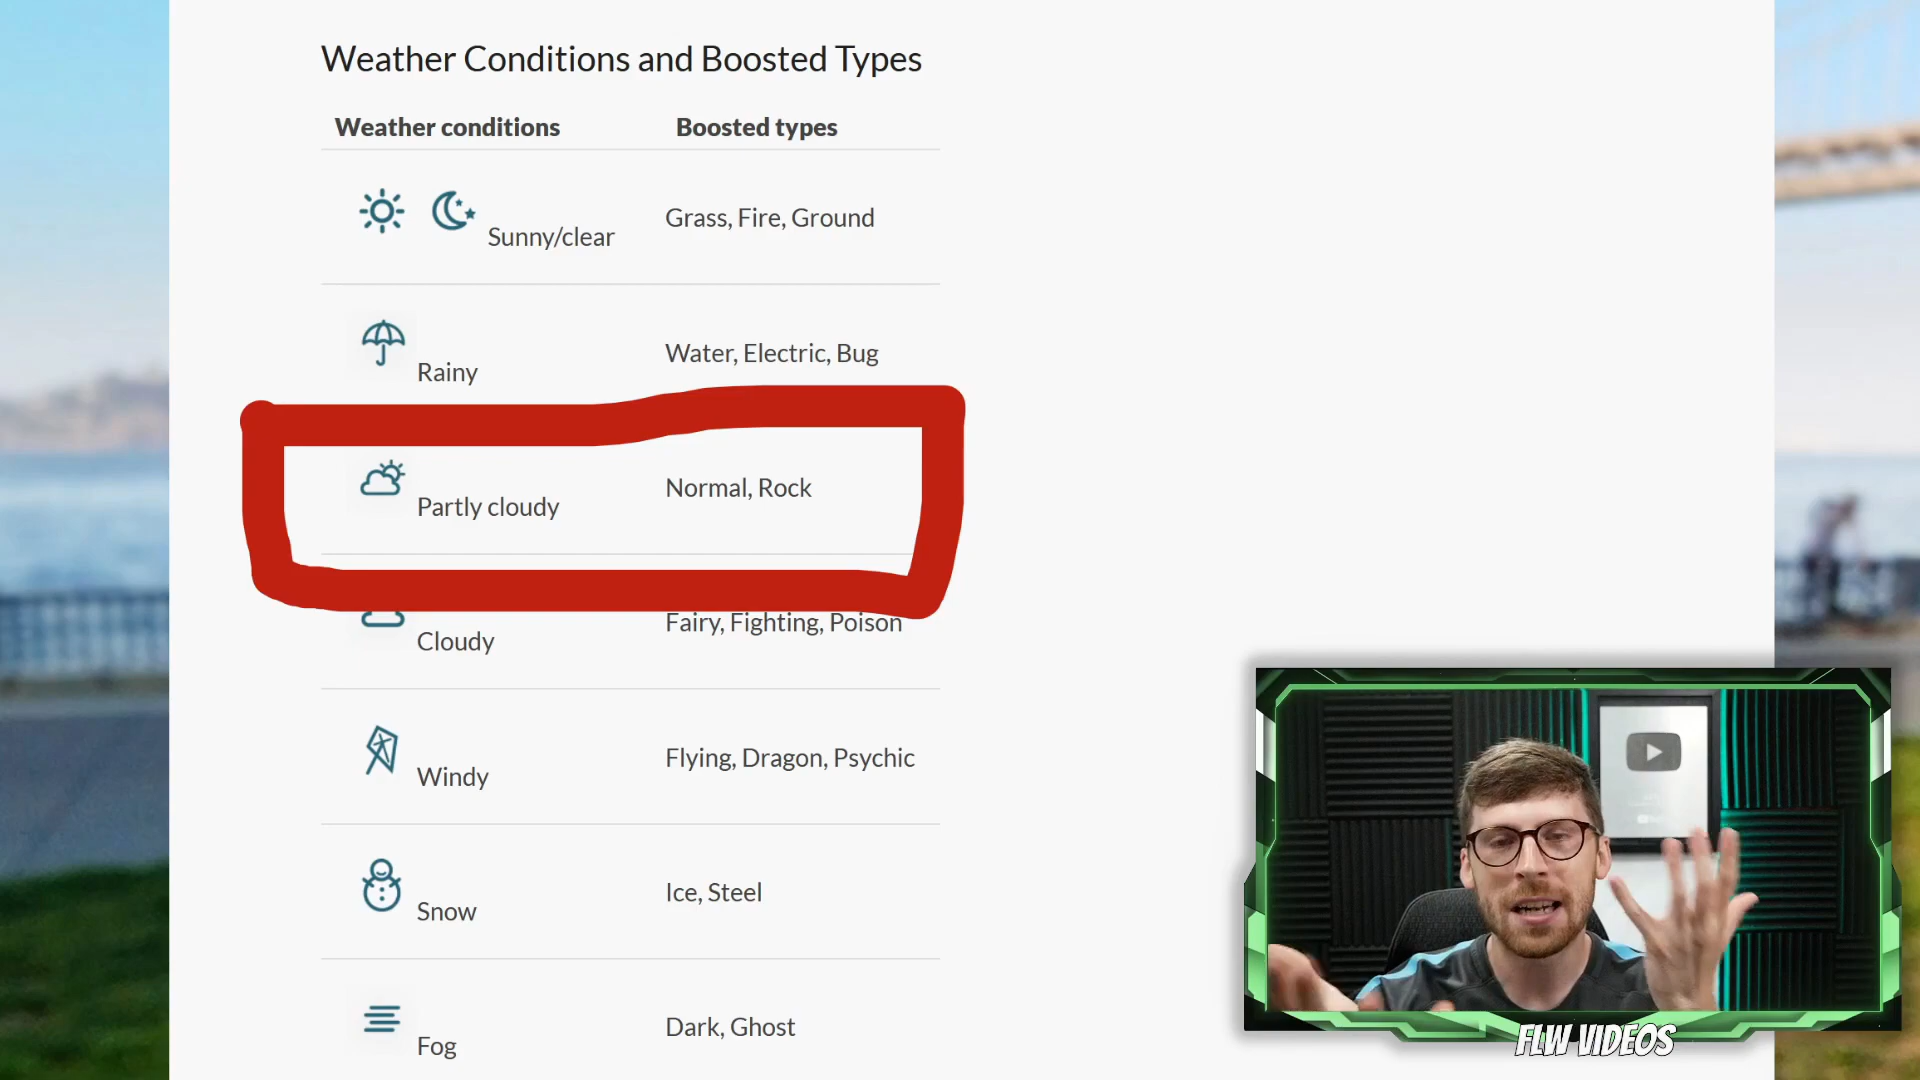 Weather Conditions and Boosted Types
Weather conditions Boosted types
Sunny/clear Grass, Fire, Ground
Rainy Water, Electric, Bug
Partly cloudy Normal, Rock
Cloudy Fairy, Fighting, Poison
Windy Flying, Dragon, Psychic
Snow Ice, Steel
Fog Dark, Ghost
FLW VIDEOS